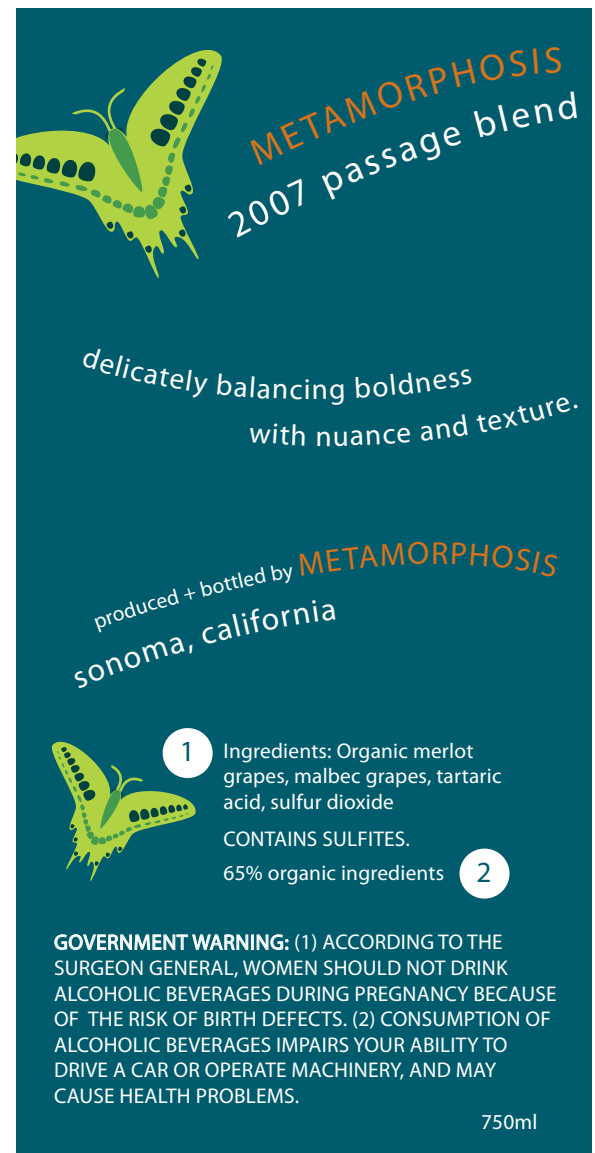 METAMORPHOSIS
2007 passage blend
delicately balancing boldness
with nuance and texture.
produced + bottled by METAMORPHOSIS
sonoma, california
1
Ingredients: Organic merlot
grapes, malbec grapes, tartaric
acid, sulfur dioxide
CONTAINS SULFITES.
65% organic ingredients
2
GOVERNMENT WARNING: (1) ACCORDING TO THE
SURGEON GENERAL, WOMEN SHOULD NOT DRINK
ALCOHOLIC BEVERAGES DURING PREGNANCY BECAUSE
OF THE RISK OF BIRTH DEFECTS. (2) CONSUMPTION OF
ALCOHOLIC BEVERAGES IMPAIRS YOUR ABILITY TO
DRIVE A CAR OR OPERATE MACHINERY, AND MAY
CAUSE HEALTH PROBLEMS.
750ml